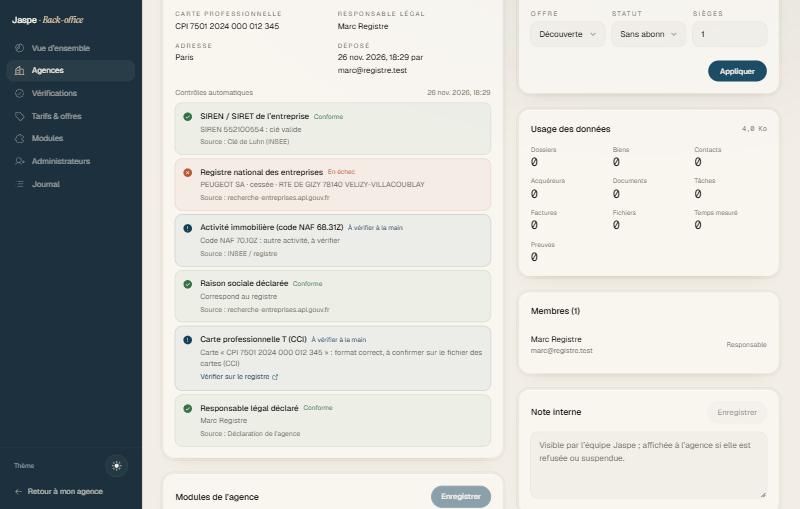 Jaspe · Back-office
Vue d'ensemble
Agences
Vérifications
Tarifs & offres
Modules
Administrateurs
Journal
Thème
← Retour à mon agence
CARTE PROFESSIONNELLE
CPI 7501 2024 000 012 345
RESPONSABLE LÉGAL
Marc Registre
ADRESSE
Paris
DÉPOSÉ
26 nov. 2026, 18:29 par
marc@registre.test
Contrôles automatiques
26 nov. 2026, 18:29
SIREN / SIRET de l'entreprise Conforme
SIREN 552100554 : clé valide
Source : Clé de Luhn (INSEE)
Registre national des entreprises En échec
PEUGEOT SA · cessée · RTE DE GIZY 78140 VELIZY-VILLACOUBLAY
Source : recherche-entreprises.api.gouv.fr
Activité immobilière (code NAF 68.31Z) À vérifier à la main
Code NAF 70.10Z : autre activité, à vérifier
Source : INSEE / registre
Raison sociale déclarée Conforme
Correspond au registre
Source : recherche-entreprises.api.gouv.fr
Carte professionnelle T (CCI) À vérifier à la main
Carte « CPI 7501 2024 000 012 345 » : format correct, à confirmer sur le fichier des
cartes (CCI)
Vérifier sur le registre
Responsable légal déclaré Conforme
Marc Registre
Source : Déclaration de l'agence
Modules de l'agence
Enregistrer
OFFRE
Découverte
STATUT
Sans abonn
SIÈGES
1
Appliquer
Usage des données
4,0 Ko
Dossiers
0
Biens
0
Contacts
0
Acquéreurs
0
Documents
0
Tâches
0
Factures
0
Fichiers
0
Temps mesuré
0
Preuves
0
Membres (1)
Marc Registre
marc@registre.test
Responsable
Note interne
Enregistrer
Visible par l'équipe Jaspe ; affichée à l'agence si elle est
refusée ou suspendue.